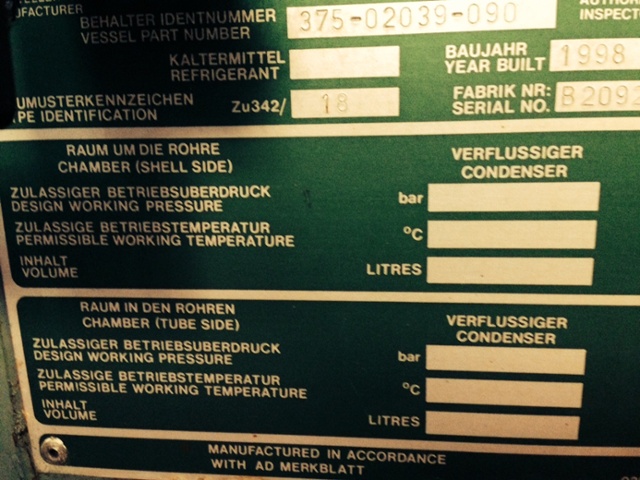 BEHALTER IDENTNUMMER 375-02039-090
VESSEL PART NUMBER
KALTERMITTEL
REFRIGERANT
BAUJAHR 1998
YEAR BUILT
UMUSTERKENNZEICHEN Zu342/ 18
PE IDENTIFICATION
FABRIK NR: B2092
SERIAL NO.
RAUM UM DIE ROHRE
CHAMBER (SHELL SIDE)
VERFLUSSIGER
CONDENSER
ZULASSIGER BETRIEBSUBERDRUCK bar
DESIGN WORKING PRESSURE
ZULASSIGE BETRIEBSTEMPERATUR °C
PERMISSIBLE WORKING TEMPERATURE
INHALT LITRES
VOLUME
RAUM IN DEN ROHREN
CHAMBER (TUBE SIDE)
VERFLUSSIGER
CONDENSER
ZULASSIGER BETRIEBSUBERDRUCK bar
DESIGN WORKING PRESSURE
ZULASSIGE BETRIEBSTEMPERATUR °C
PERMISSIBLE WORKING TEMPERATURE
INHALT LITRES
VOLUME
MANUFACTURED IN ACCORDANCE
WITH AD MERKBLATT